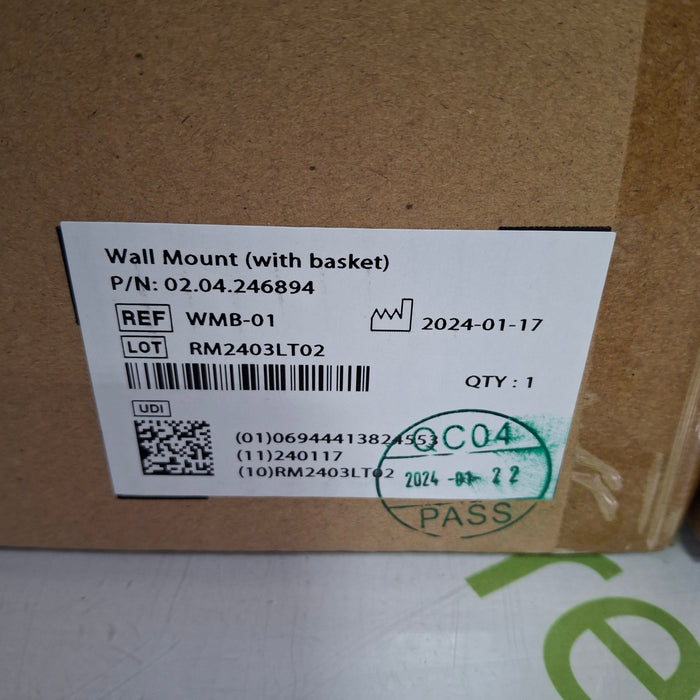 Wall Mount (with basket)
P/N: 02.04.246894
REF WMB-01
2024-01-17
LOT RM2403LT02
QTY : 1
UDI
(01)06944413824553
(11)240117
(10)RM2403LT02
QC04
2024 -01- 22
PASS
re